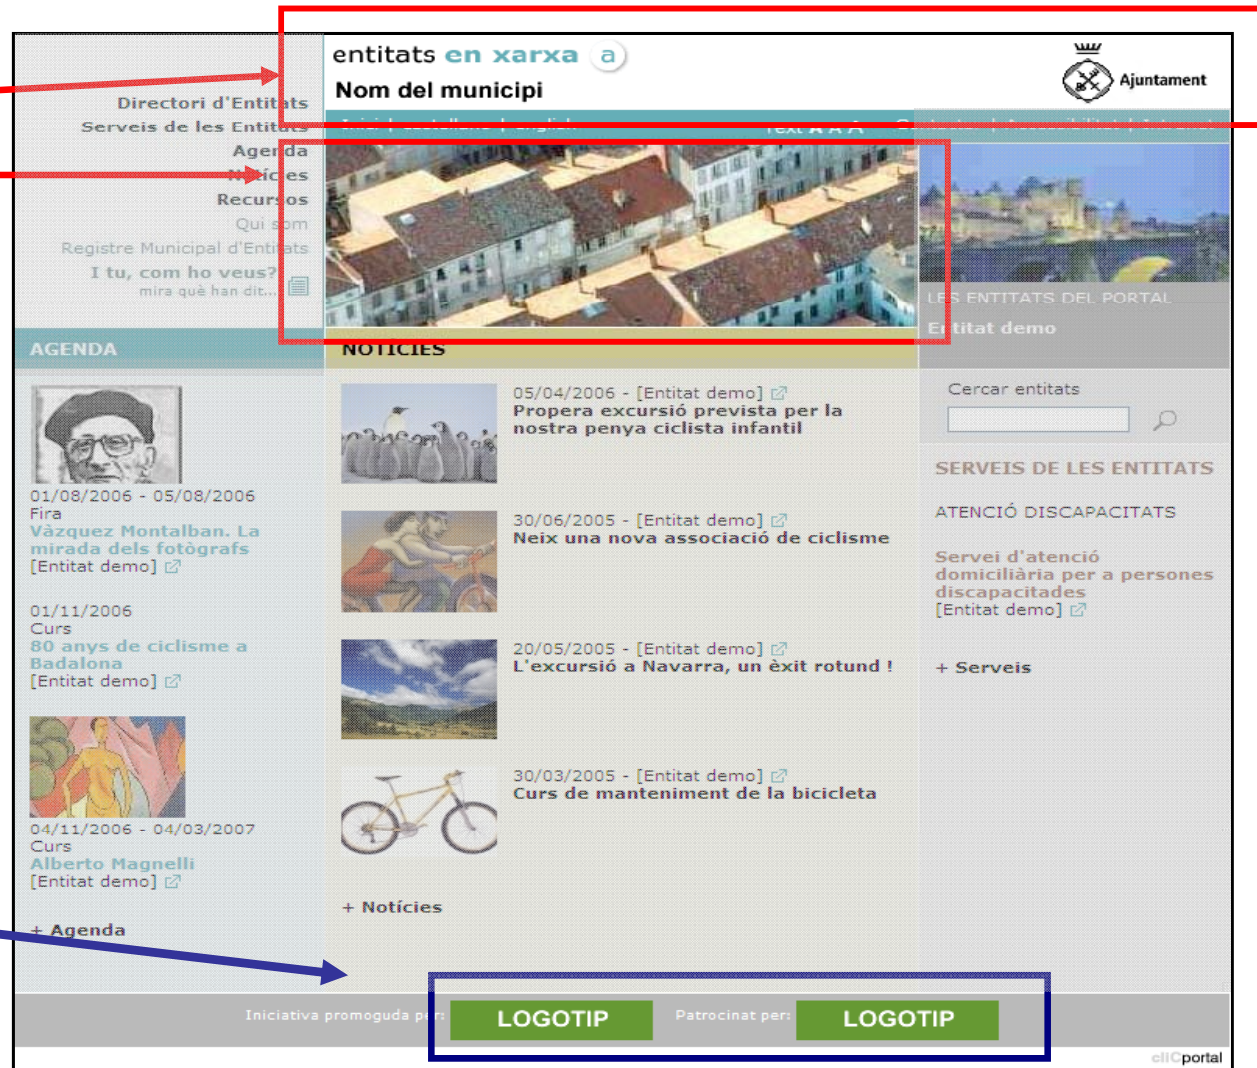 entitats en xarxa a
Nom del municipi
Ajuntament
Directori d'Entitats
Serveis de les Entitats
Agenda
Notícies
Recursos
Qui som
Registre Municipal d'Entitats
I tu, com ho veus?
mira què han dit...
Text A A A
LES ENTITATS DEL PORTAL
Entitat demo
AGENDA
01/08/2006 - 05/08/2006
Fira
Vàzquez Montalban. La
mirada dels fotògrafs
[Entitat demo]
01/11/2006
Curs
80 anys de ciclisme a
Badalona
[Entitat demo]
04/11/2006 - 04/03/2007
Curs
Alberto Magnelli
[Entitat demo]
+ Agenda
NOTÍCIES
05/04/2006 - [Entitat demo]
Propera excursió prevista per la
nostra penya ciclista infantil
30/06/2005 - [Entitat demo]
Neix una nova associació de ciclisme
20/05/2005 - [Entitat demo]
L'excursió a Navarra, un èxit rotund !
30/03/2005 - [Entitat demo]
Curs de manteniment de la bicicleta
+ Notícies
Cercar entitats
SERVEIS DE LES ENTITATS
ATENCIÓ DISCAPACITATS
Servei d'atenció
domiciliària per a persones
discapacitades
[Entitat demo]
+ Serveis
Iniciativa promoguda per: LOGOTIP Patrocinat per: LOGOTIP
cliCportal